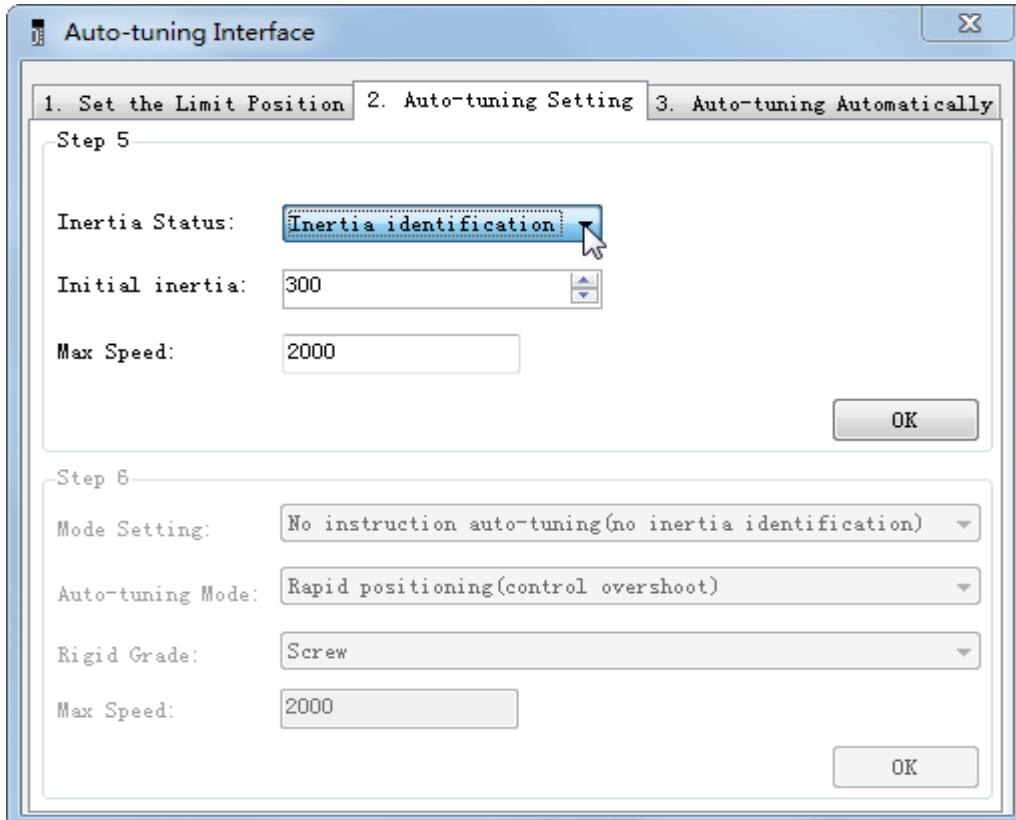 Auto-tuning Interface
1. Set the Limit Position 2. Auto-tuning Setting 3. Auto-tuning Automatically
Step 5
Inertia Status: Inertia identification
Initial inertia: 300
Max Speed: 2000
OK
Step 6
Mode Setting: No instruction auto-tuning(no inertia identification)
Auto-tuning Mode: Rapid positioning(control overshoot)
Rigid Grade: Screw
Max Speed: 2000
OK